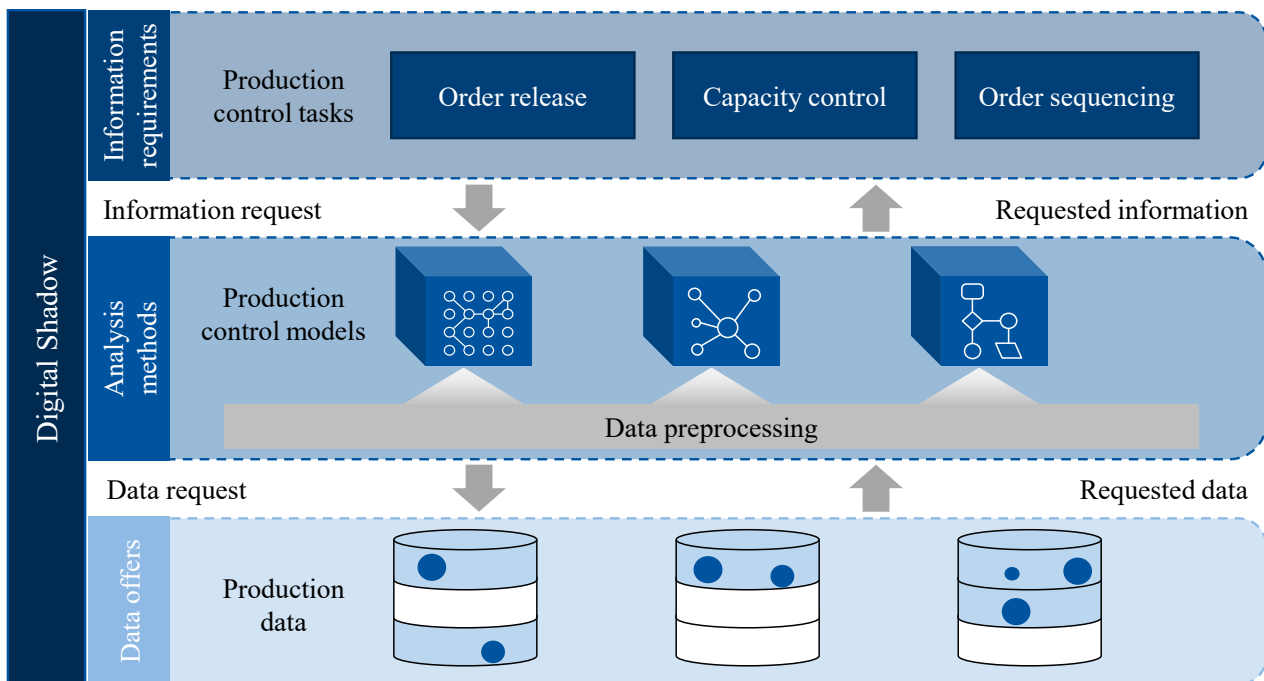 Digital Shadow
Information
requirements
Production
control tasks
Order release
Capacity control
Order sequencing
Information request
Requested information
Analysis
methods
Production
control models
Data preprocessing
Data request
Requested data
Data offers
Production
data